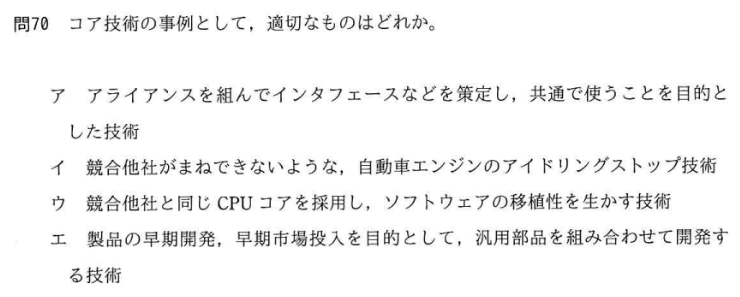 問70 コア技術の事例として，適切なものはどれか。
ア アライアンスを組んでインタフェースなどを策定し，共通で使うことを目的と
した技術
イ 競合他社がまねできないような，自動車エンジンのアイドリングストップ技術
ウ 競合他社と同じ CPU コアを採用し，ソフトウェアの移植性を生かす技術
エ 製品の早期開発，早期市場投入を目的として，汎用部品を組み合わせて開発す
る技術